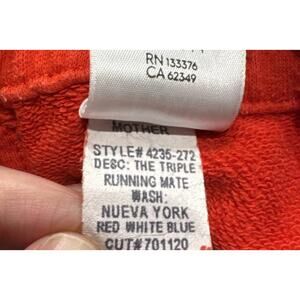 RN 133376
CA 62349
MOTHER
STYLE# 4235-272
DESC: THE TRIPLE
RUNNING MATE
WASH:
NUEVA YORK
RED WHITE BLUE
CUT#701120